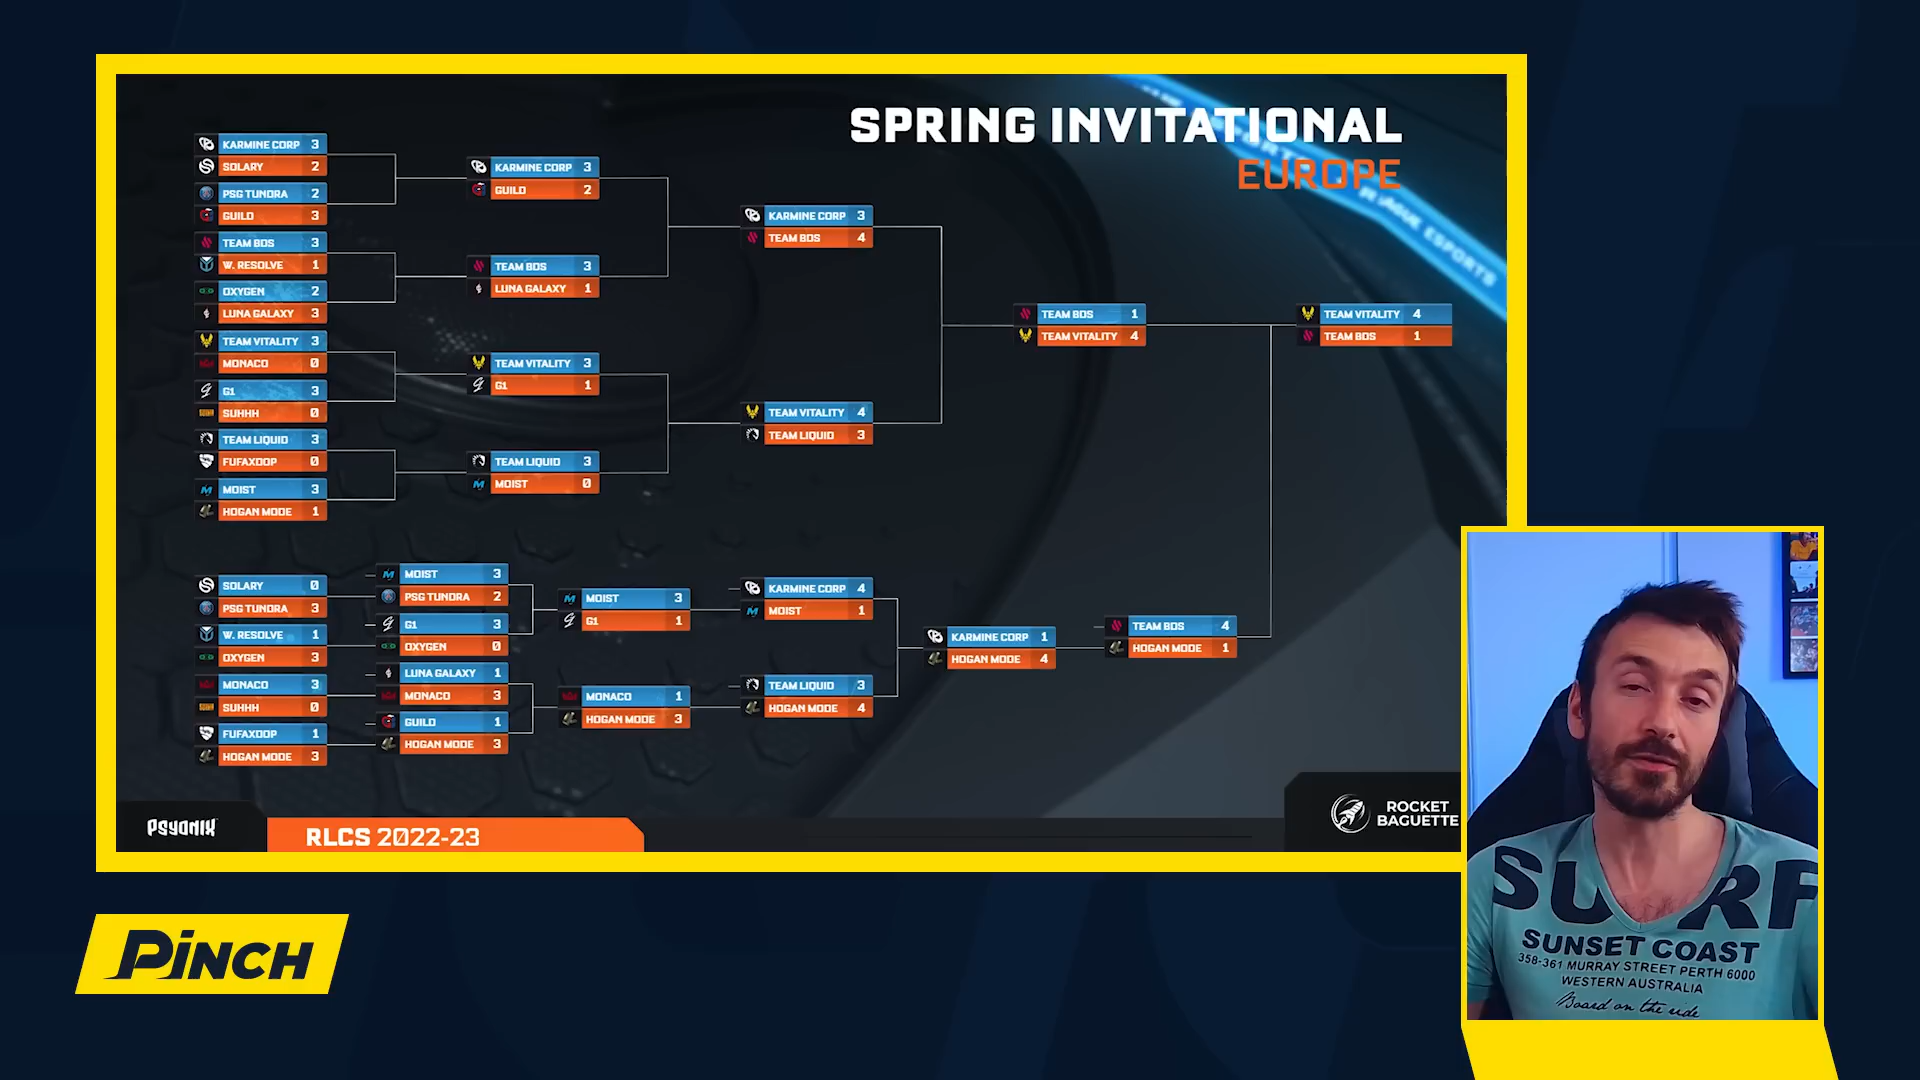 SPRING INVITATIONAL
EUROPE
KARMINE CORP 3
SOLARY 2
PSG TUNDRA 2
GUILD 3
TEAM BDS 3
W. RESOLVE 1
OXYGEN 2
LUNA GALAXY 3
TEAM VITALITY 3
MONACO 0
G1 3
SUHHH 0
TEAM LIQUID 3
FUFAXDOP 0
MOIST 3
HOGAN MODE 1
KARMINE CORP 3
GUILD 2
TEAM BDS 3
LUNA GALAXY 1
TEAM VITALITY 3
G1 1
TEAM LIQUID 3
MOIST 0
KARMINE CORP 3
TEAM BDS 4
TEAM VITALITY 4
TEAM LIQUID 3
TEAM BDS 1
TEAM VITALITY 4
TEAM VITALITY 4
TEAM BDS 1
SOLARY 0
PSG TUNDRA 3
W. RESOLVE 1
OXYGEN 3
MONACO 3
SUHHH 0
FUFAXDOP 1
HOGAN MODE 3
MOIST 3
PSG TUNDRA 2
G1 3
OXYGEN 0
LUNA GALAXY 1
MONACO 3
GUILD 1
HOGAN MODE 3
MOIST 3
G1 1
MONACO 1
HOGAN MODE 3
KARMINE CORP 4
MOIST 1
TEAM LIQUID 3
HOGAN MODE 4
KARMINE CORP 1
HOGAN MODE 4
TEAM BDS 4
HOGAN MODE 1
PSYONIX
RLCS 2022-23
ROCKET
BAGUETTE
PINCH
SURF
SUNSET COAST
358-361 MURRAY STREET PERTH 6000
WESTERN AUSTRALIA
Board on the ride